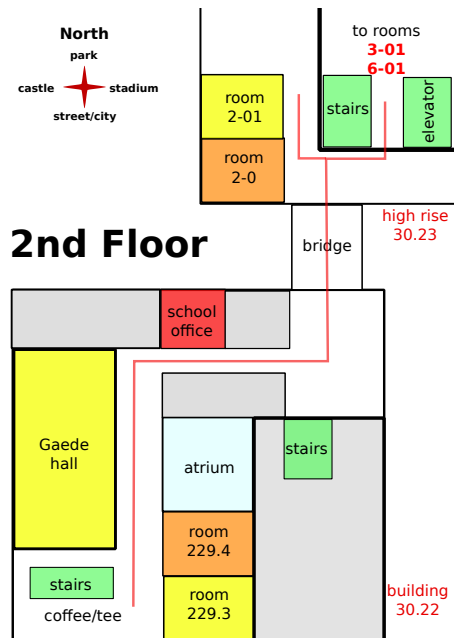 North
park
castle
stadium
street/city
to rooms
3-01
6-01
room
2-01
stairs
elevator
room
2-0
2nd Floor
high rise
30.23
bridge
school
office
Gaede
hall
atrium
stairs
room
229.4
stairs
coffee/tee
room
229.3
building
30.22